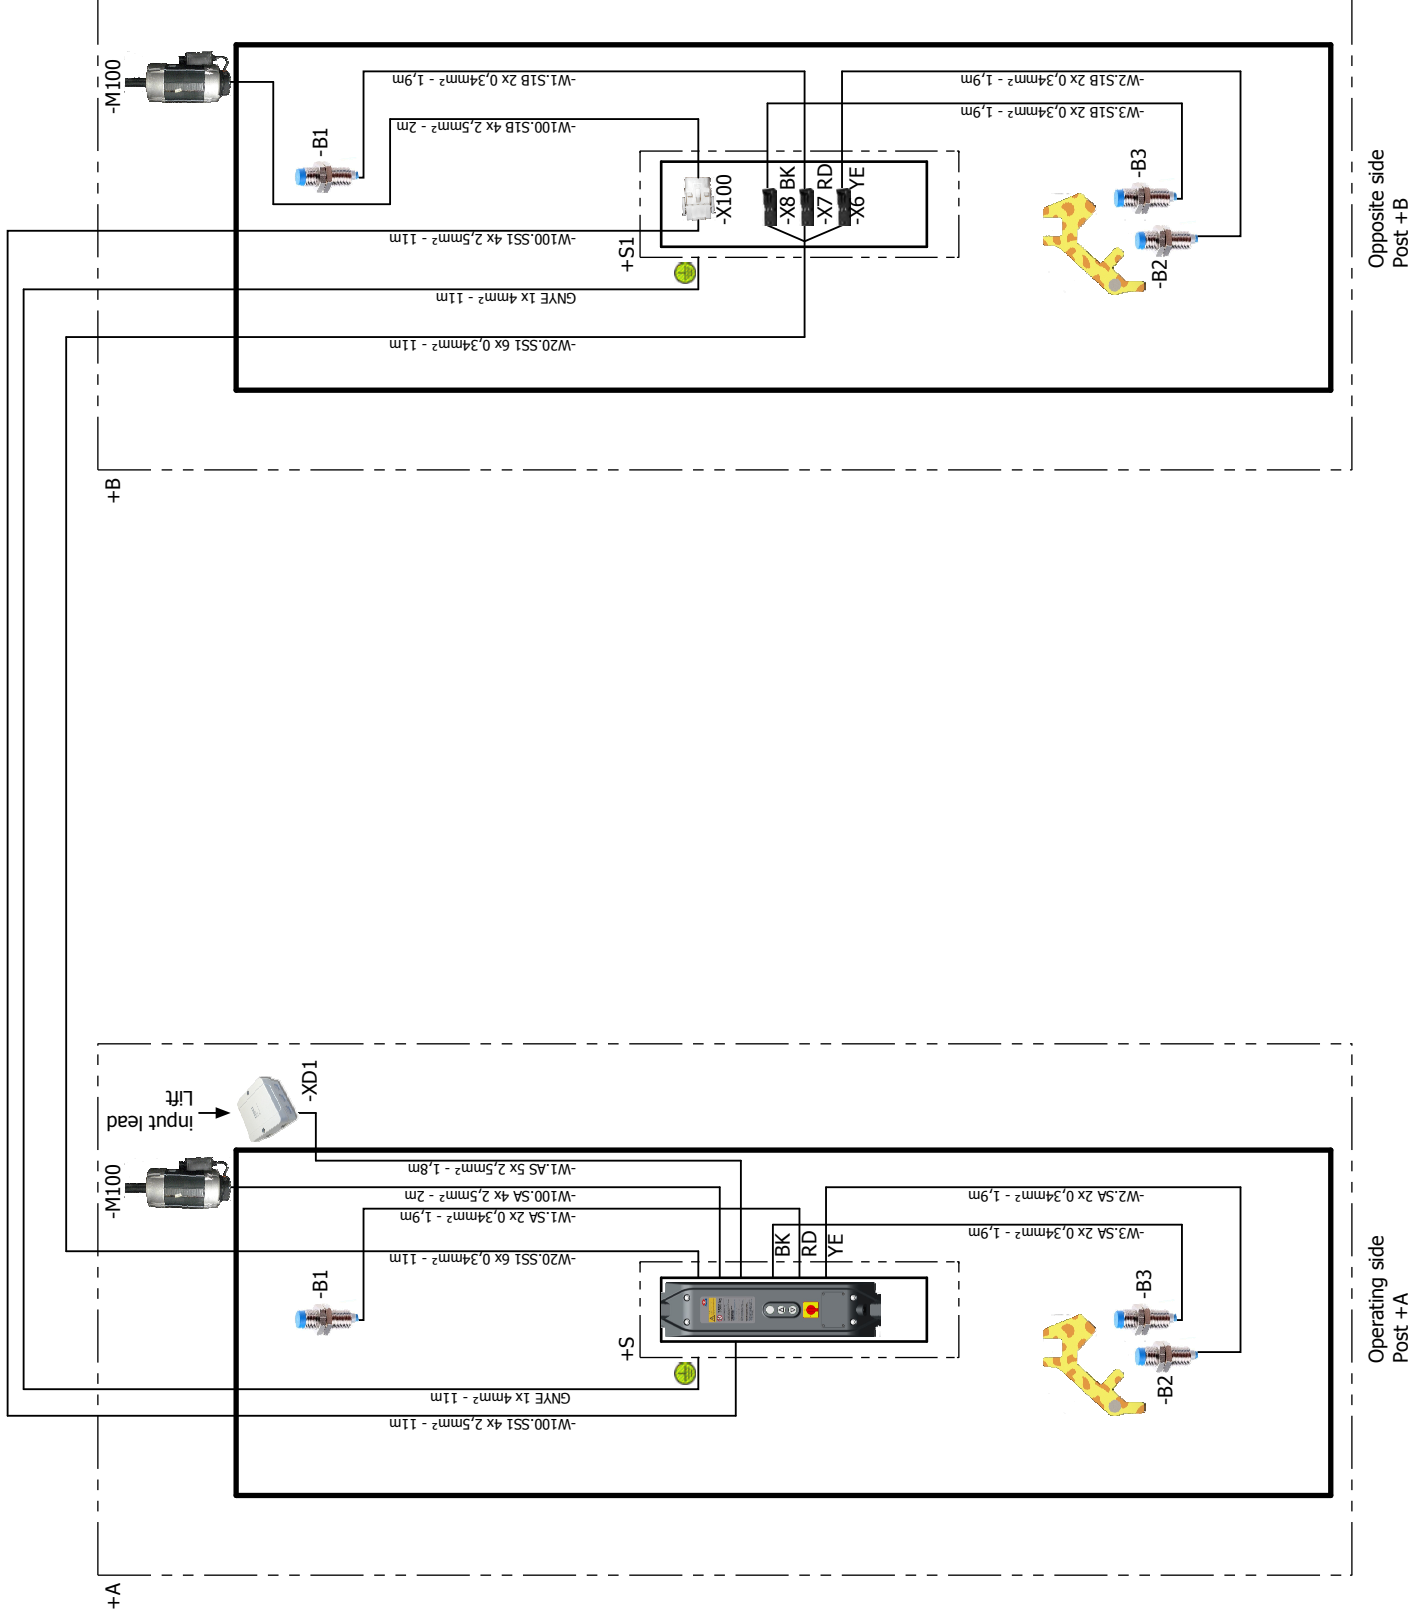 -M100
-B1
-W1.S1B 2x 0,34mm² - 1,9m
-W100.S1B 4x 2,5mm² - 2m
-W2.S1B 2x 0,34mm² - 1,9m
-W3.S1B 2x 0,34mm² - 1,9m
-X100
-X8 BK
-X7 RD
-X6 YE
+S1
-B3
-B2
-W100.SS1 4x 2,5mm² - 11m
GNYE 1x 4mm² - 11m
-W20.SS1 6x 0,34mm² - 11m
Opposite side
Post +B
+B
Lift
input lead
-XD1
-M100
-W1.AS 5x 2,5mm² - 1,8m
-W100.SA 4x 2,5mm² - 2m
-W1.SA 2x 0,34mm² - 1,9m
-W20.SS1 6x 0,34mm² - 11m
-W2.SA 2x 0,34mm² - 1,9m
-W3.SA 2x 0,34mm² - 1,9m
BK
RD
YE
-B1
+S
-B3
-B2
GNYE 1x 4mm² - 11m
-W100.SS1 4x 2,5mm² - 11m
Operating side
Post +A
+A